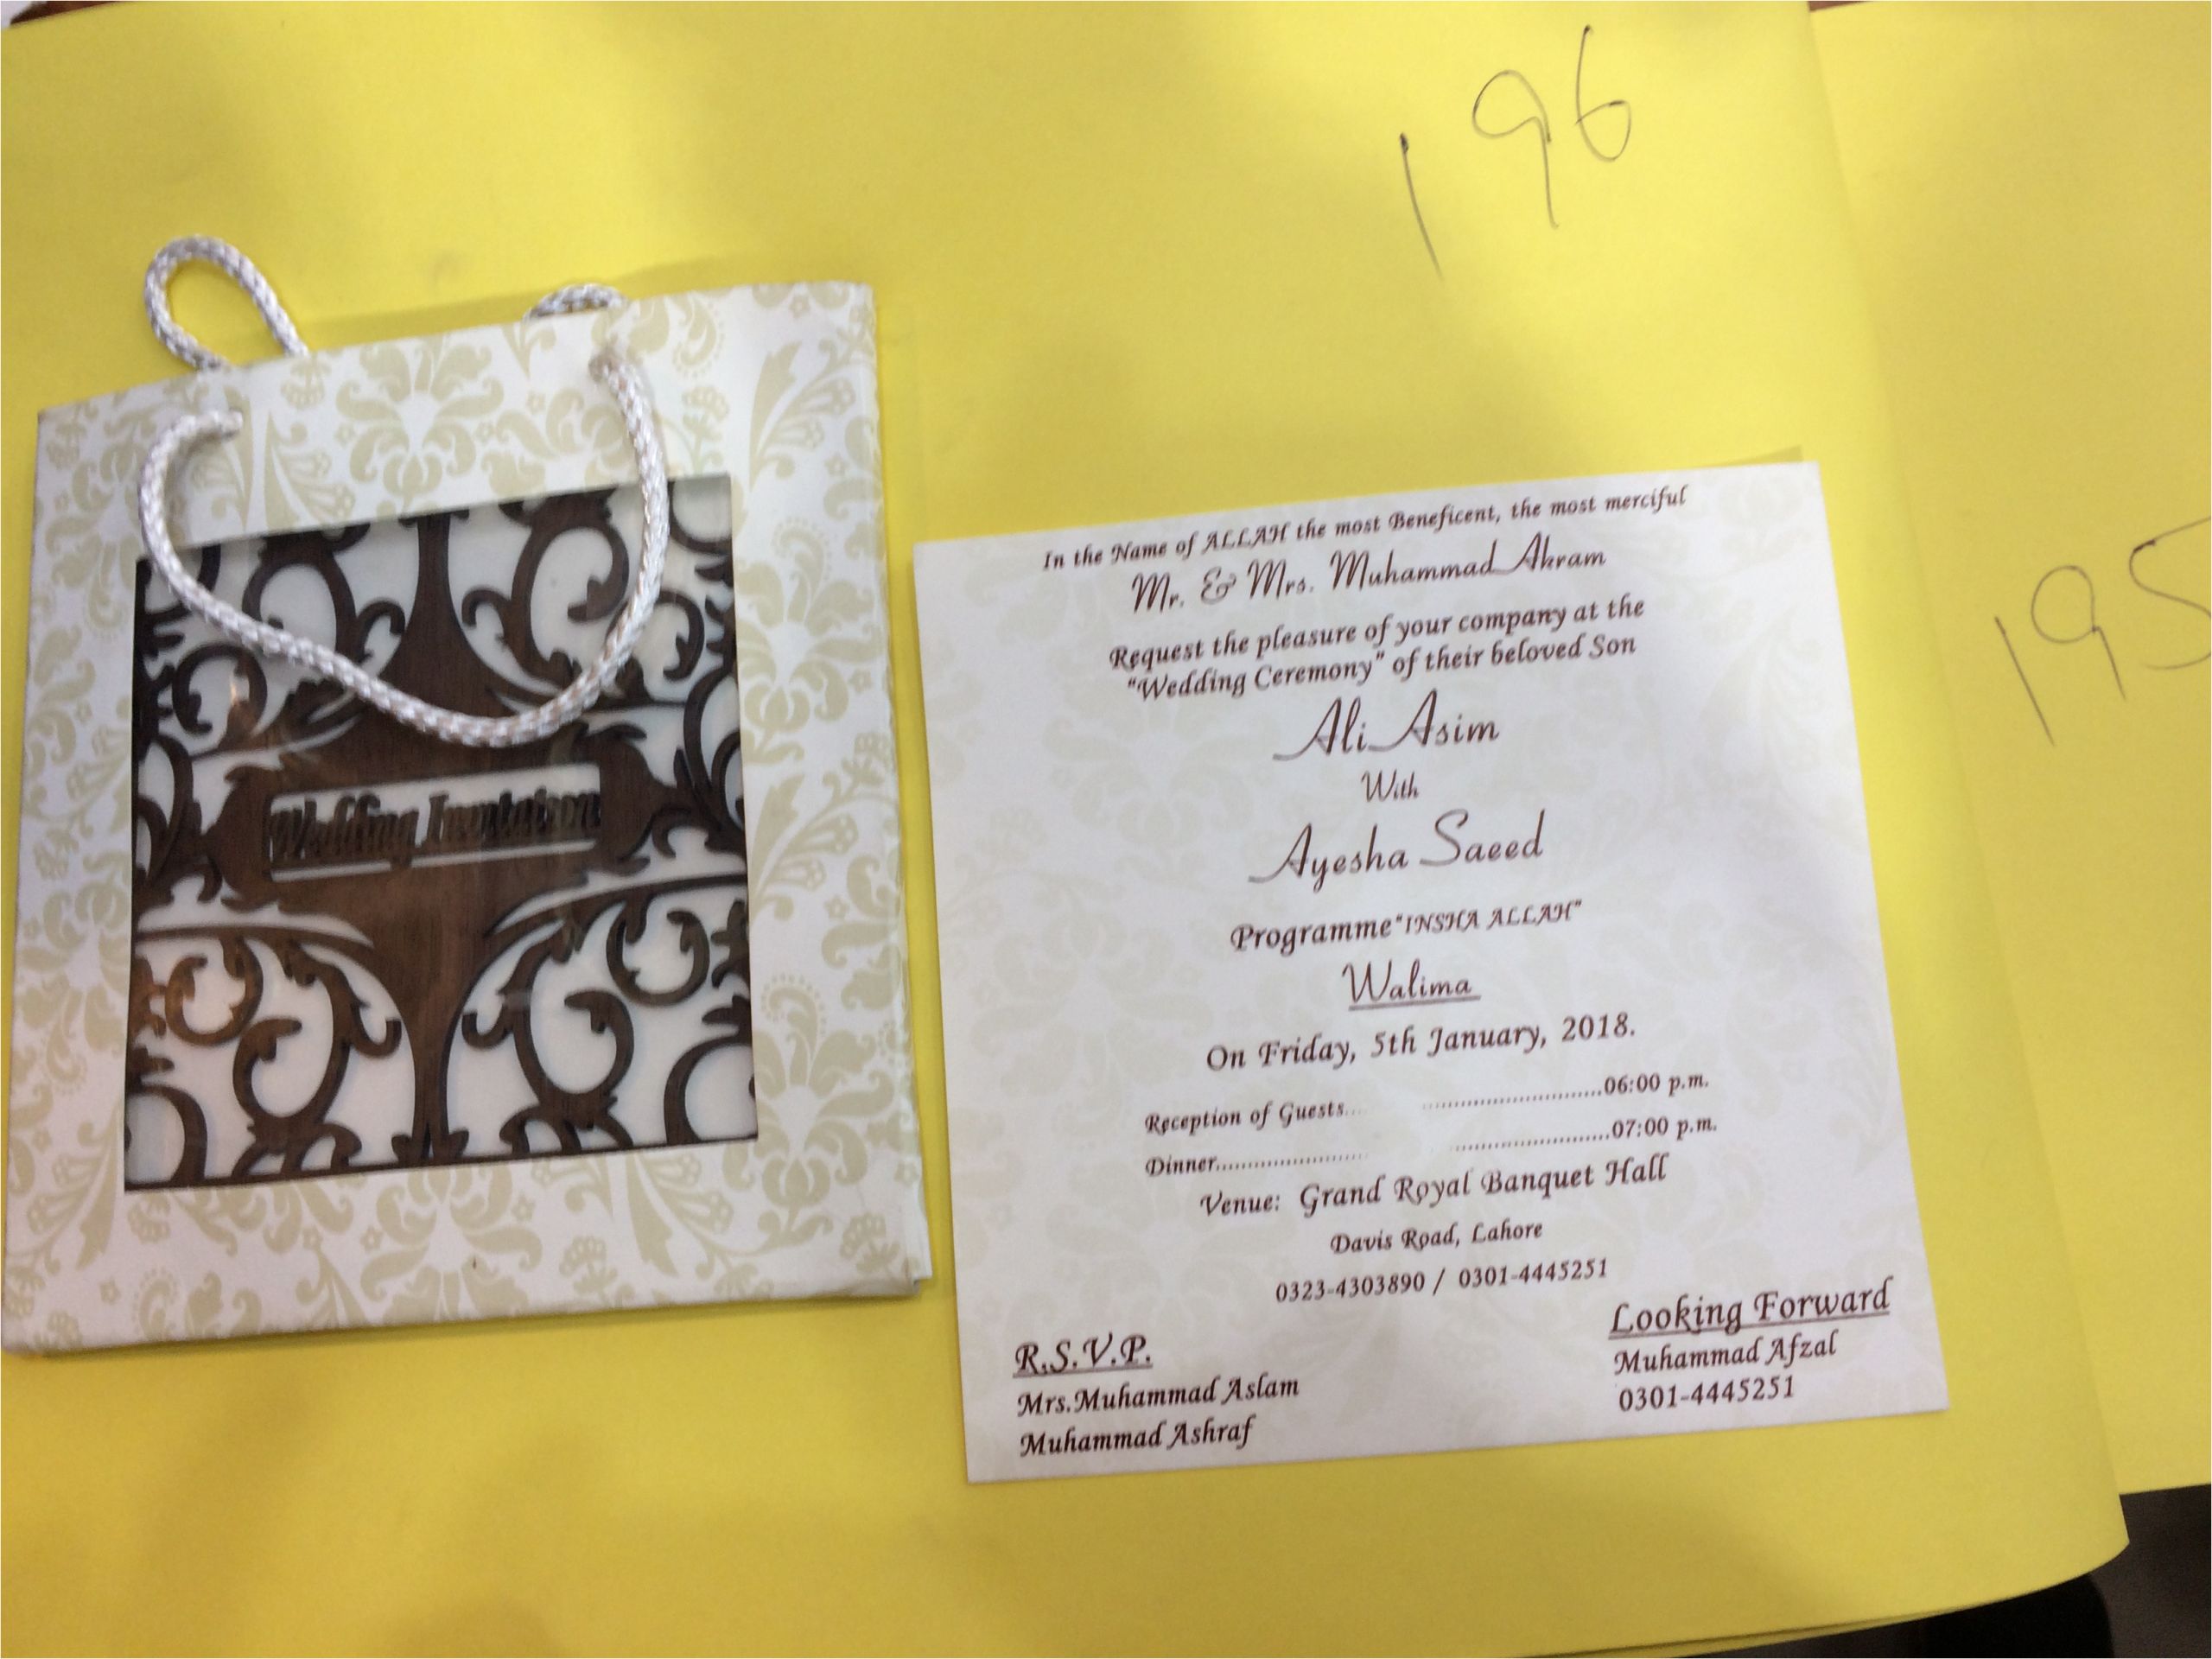 196
195
Wedding Invitaison
In the Name of ALLAH the most Beneficent, the most merciful
Mr. & Mrs. Muhammad Akram
Request the pleasure of your company at the
"Wedding Ceremony" of their beloved Son
Ali Asim
With
Ayesha Saeed
Programme "INSHA ALLAH"
Walima
On Friday, 5th January, 2018.
Reception of Guests.... ..............................06:00 p.m.
Dinner......................... ..........................07:00 p.m.
Venue: Grand Royal Banquet Hall
Davis Road, Lahore
0323-4303890 / 0301-4445251
R.S.V.P.
Mrs.Muhammad Aslam
Muhammad Ashraf
Looking Forward
Muhammad Afzal
0301-4445251